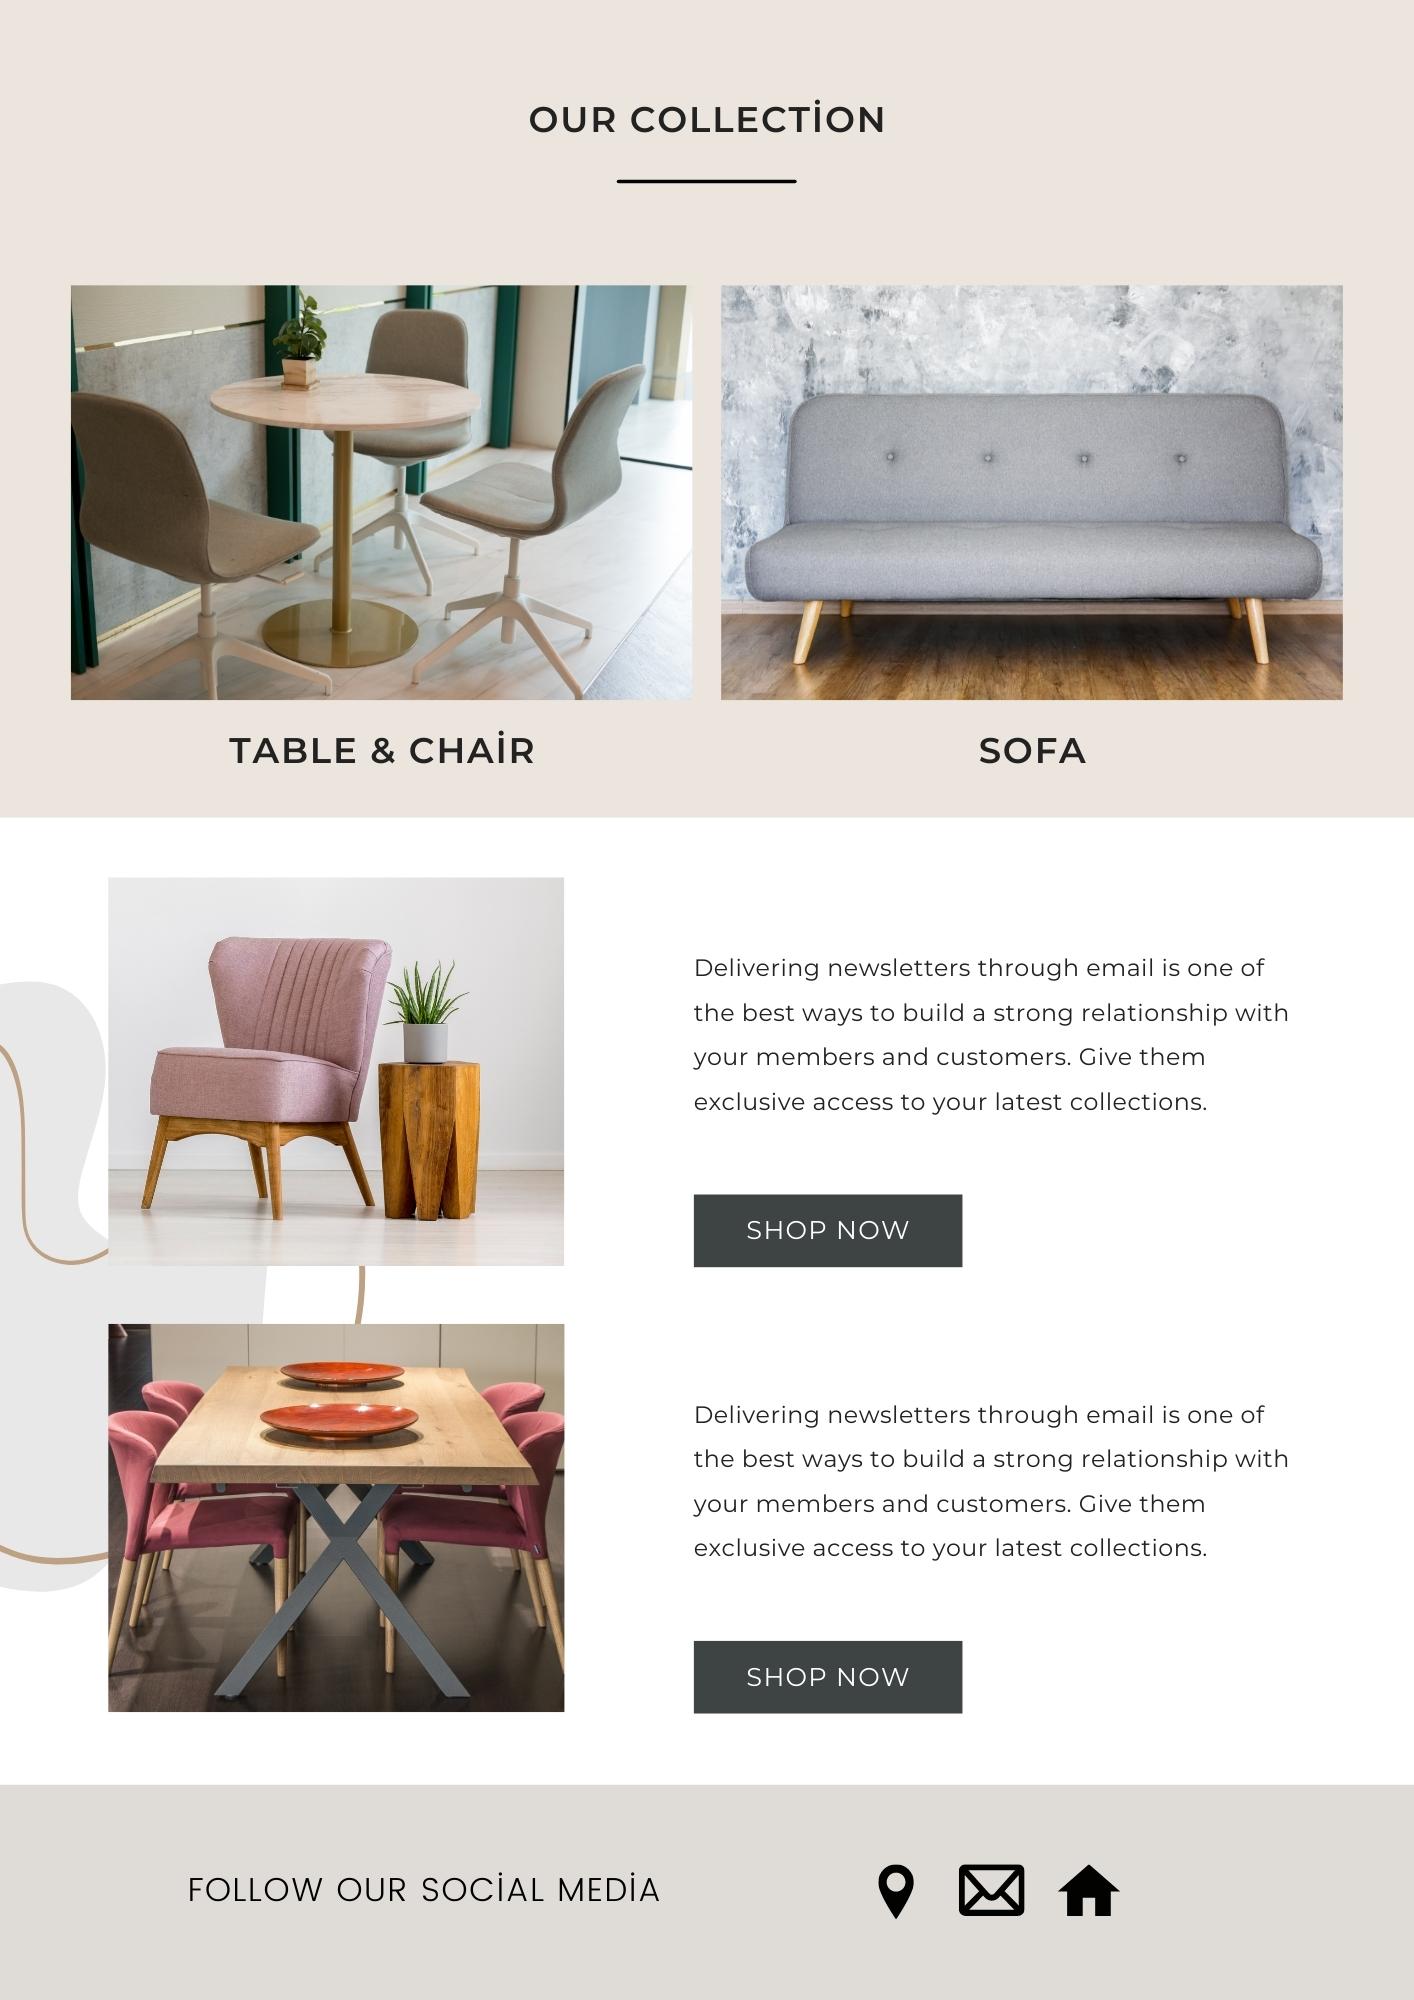 OUR COLLECTİON
TABLE & CHAİR
SOFA
Delivering newsletters through email is one of
the best ways to build a strong relationship with
your members and customers. Give them
exclusive access to your latest collections.
SHOP NOW
Delivering newsletters through email is one of
the best ways to build a strong relationship with
your members and customers. Give them
exclusive access to your latest collections.
SHOP NOW
FOLLOW OUR SOCİAL MEDİA